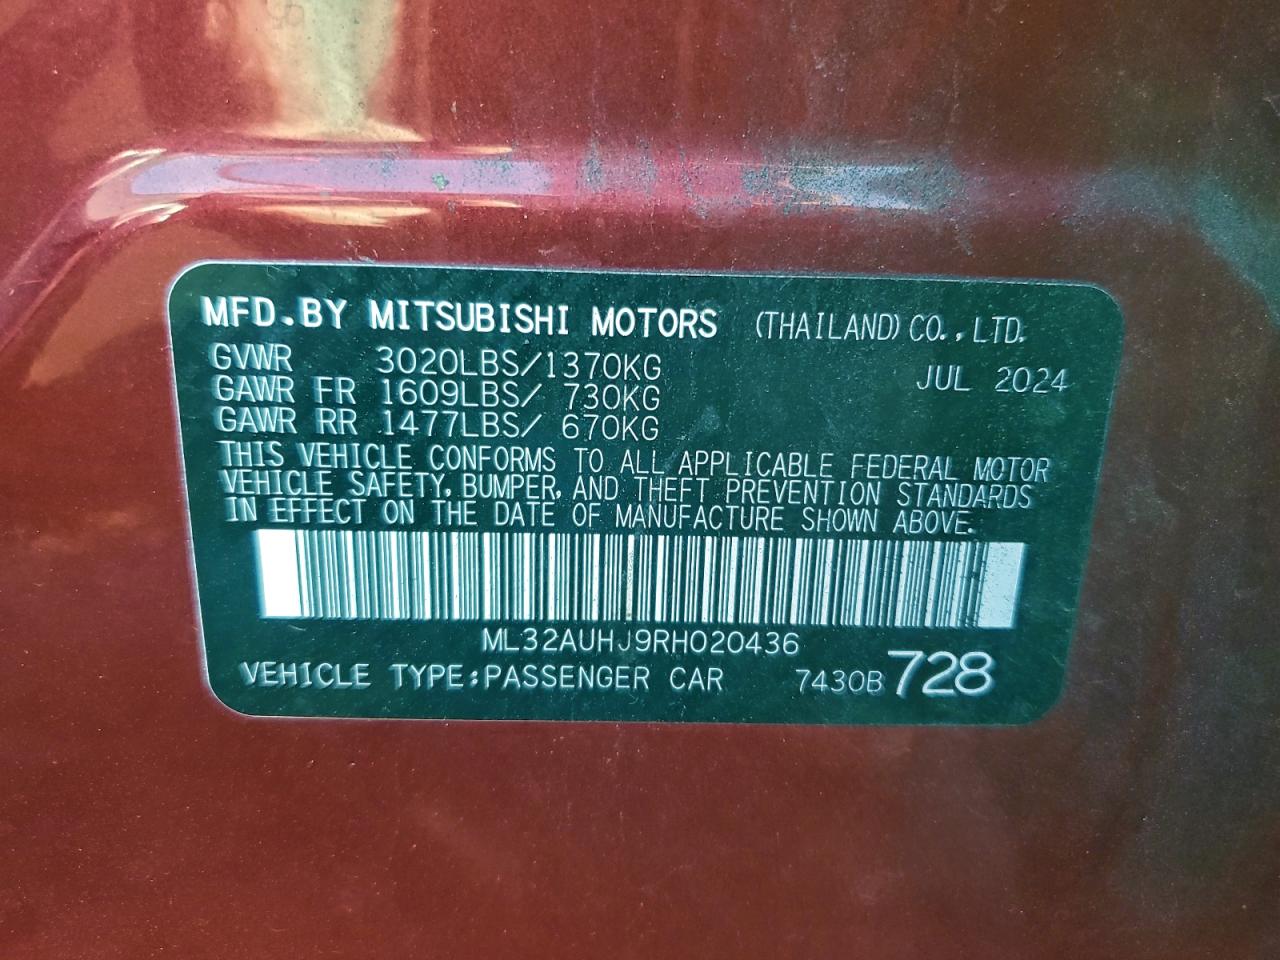 MFD.BY MITSUBISHI MOTORS (THAILAND) CO., LTD.
GVWR 3020LBS/1370KG JUL 2024
GAWR FR 1609LBS/ 730KG
GAWR RR 1477LBS/ 670KG
THIS VEHICLE CONFORMS TO ALL APPLICABLE FEDERAL MOTOR
VEHICLE SAFETY, BUMPER, AND THEFT PREVENTION STANDARDS
IN EFFECT ON THE DATE OF MANUFACTURE SHOWN ABOVE.
ML32AUHJ9RH020436
VEHICLE TYPE:PASSENGER CAR 7430B 728